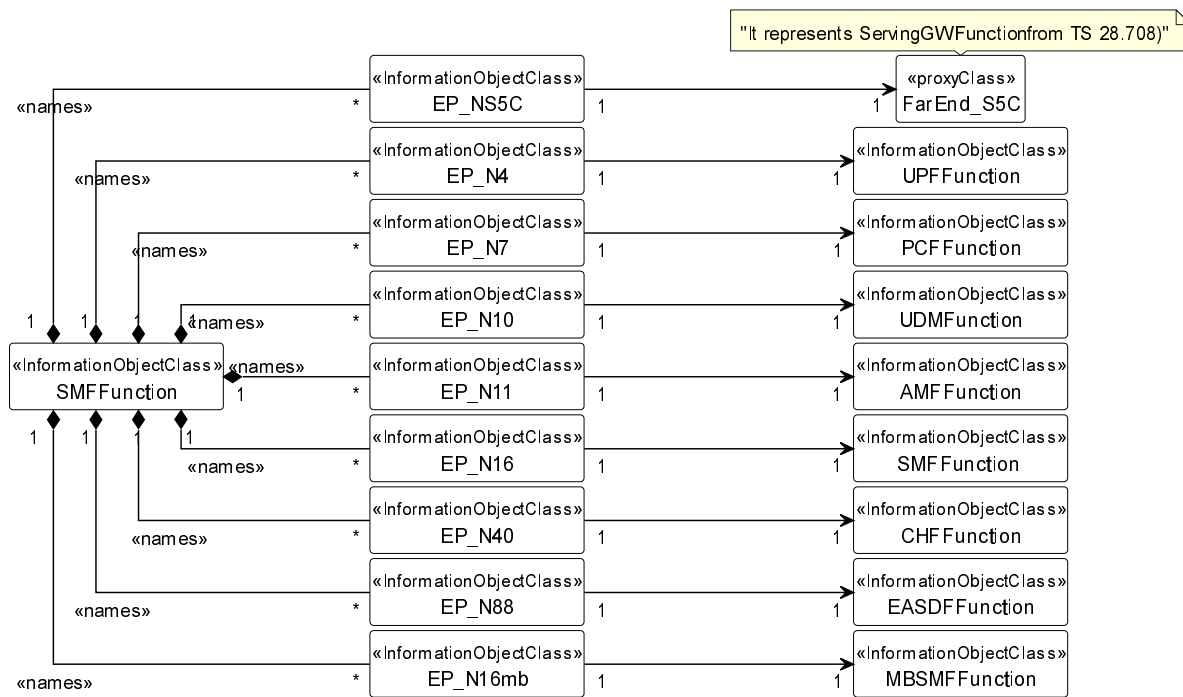 "It represents ServingGWFunctionfrom TS 28.708)"
«InformationObjectClass»
EP_NS5C
«proxyClass»
FarEnd_S5C
«names» * 1 1
«InformationObjectClass» «InformationObjectClass»
EP_N4 UPFFunction
«names» * 1 1
«InformationObjectClass» «InformationObjectClass»
EP_N7 PCFFunction
«names» * 1 1
«InformationObjectClass» «InformationObjectClass»
EP_N10 UDMFunction
1 1 1 1 «names» * 1 1
«InformationObjectClass»
SMFFunction
«names»
«InformationObjectClass» «InformationObjectClass»
EP_N11 AMFFunction
1 * 1 1
«InformationObjectClass» «InformationObjectClass»
EP_N16 SMFFunction
1 1 1 1
«names» * 1 1
«InformationObjectClass» «InformationObjectClass»
EP_N40 CHFFunction
«names» * 1 1
«InformationObjectClass» «InformationObjectClass»
EP_N88 EASDFFunction
«names» * 1 1
«InformationObjectClass» «InformationObjectClass»
EP_N16mb MBSMFFunction
«names» * 1 1